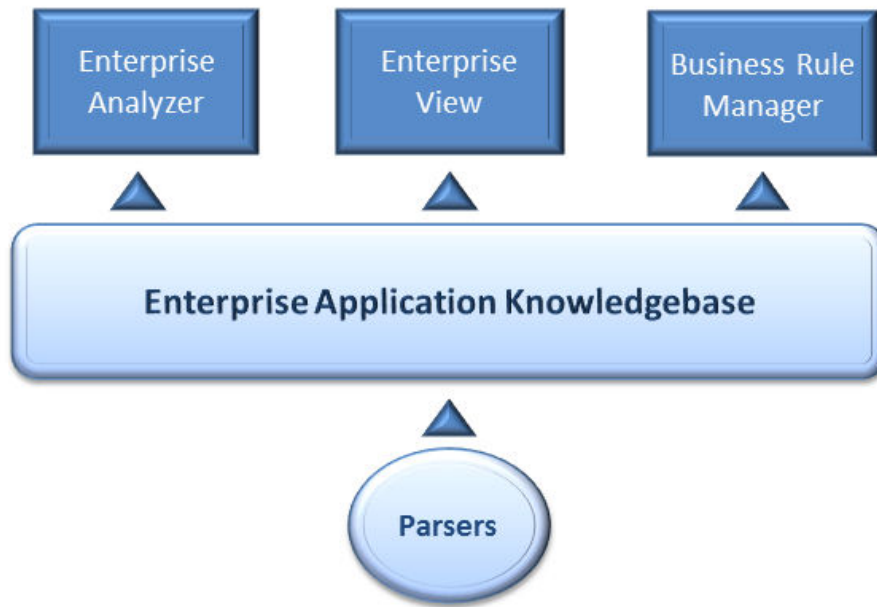 Enterprise
Analyzer
Enterprise
View
Business Rule
Manager
Enterprise Application Knowledgebase
Parsers